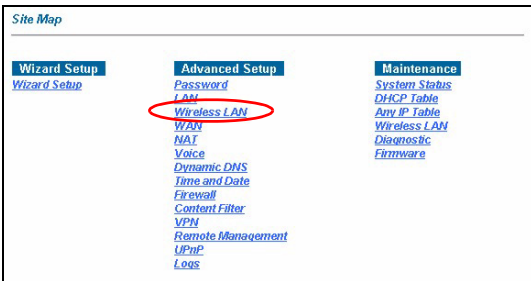 Site Map
Wizard Setup
Wizard Setup
Advanced Setup
Password
LAN
Wireless LAN
WAN
NAT
Voice
Dynamic DNS
Time and Date
Firewall
Content Filter
VPN
Remote Management
UPnP
Logs
Maintenance
System Status
DHCP Table
Any IP Table
Wireless LAN
Diagnostic
Firmware